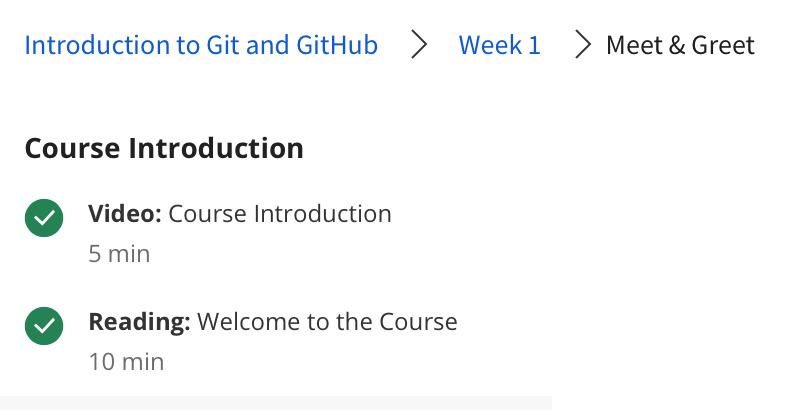 Introduction to Git and GitHub > Week 1 > Meet & Greet
Course Introduction
Video: Course Introduction
5 min
Reading: Welcome to the Course
10 min